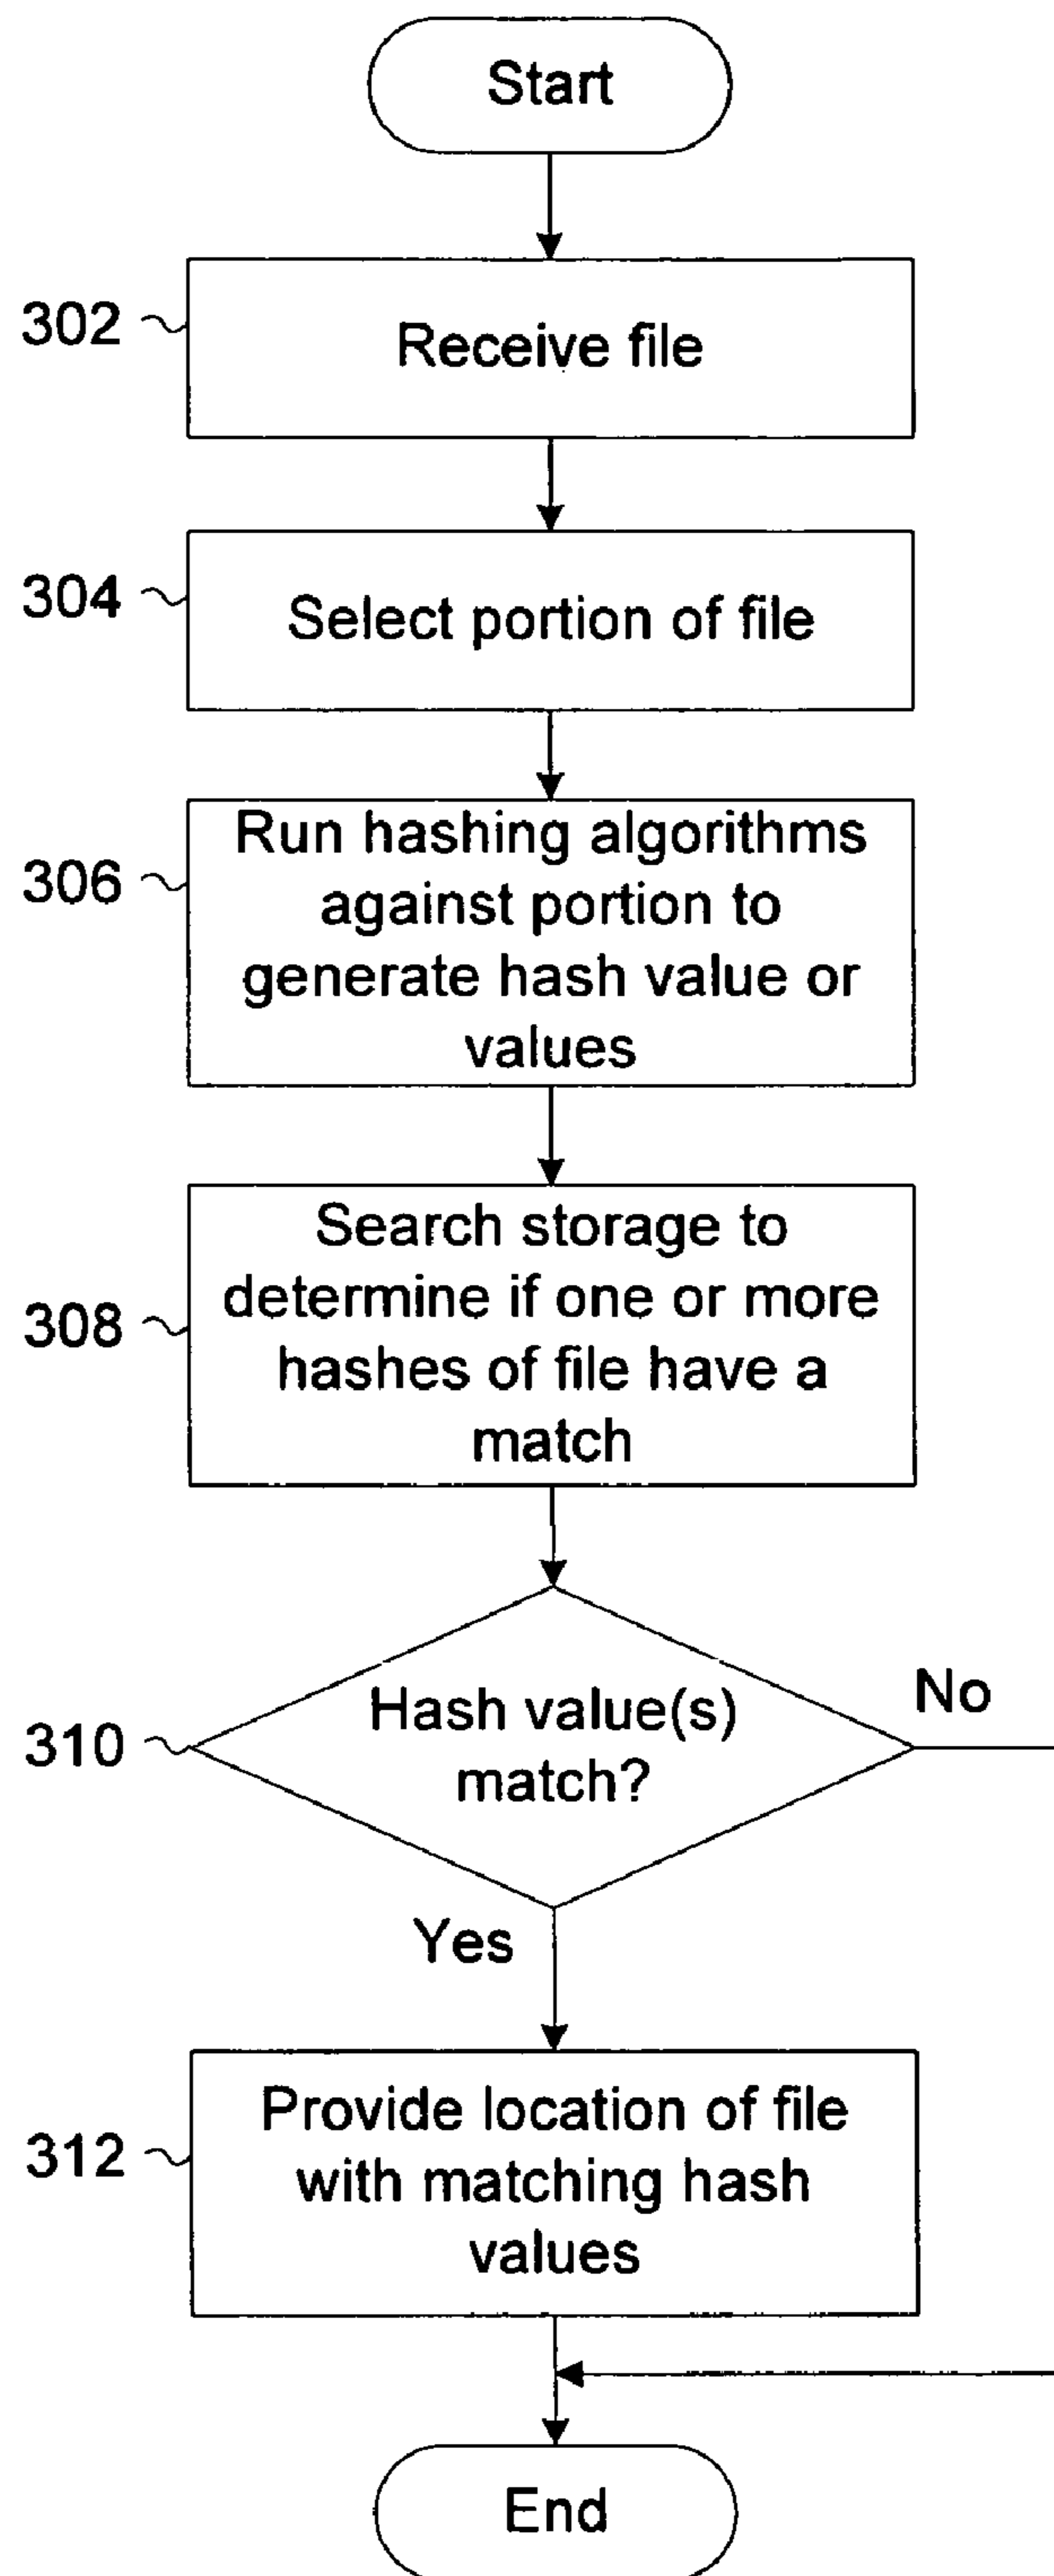 Start
302
Receive file
304
Select portion of file
306
Run hashing algorithms
against portion to
generate hash value or
values
308
Search storage to
determine if one or more
hashes of file have a
match
310
Hash value(s)
match?
No
Yes
312
Provide location of file
with matching hash
values
End